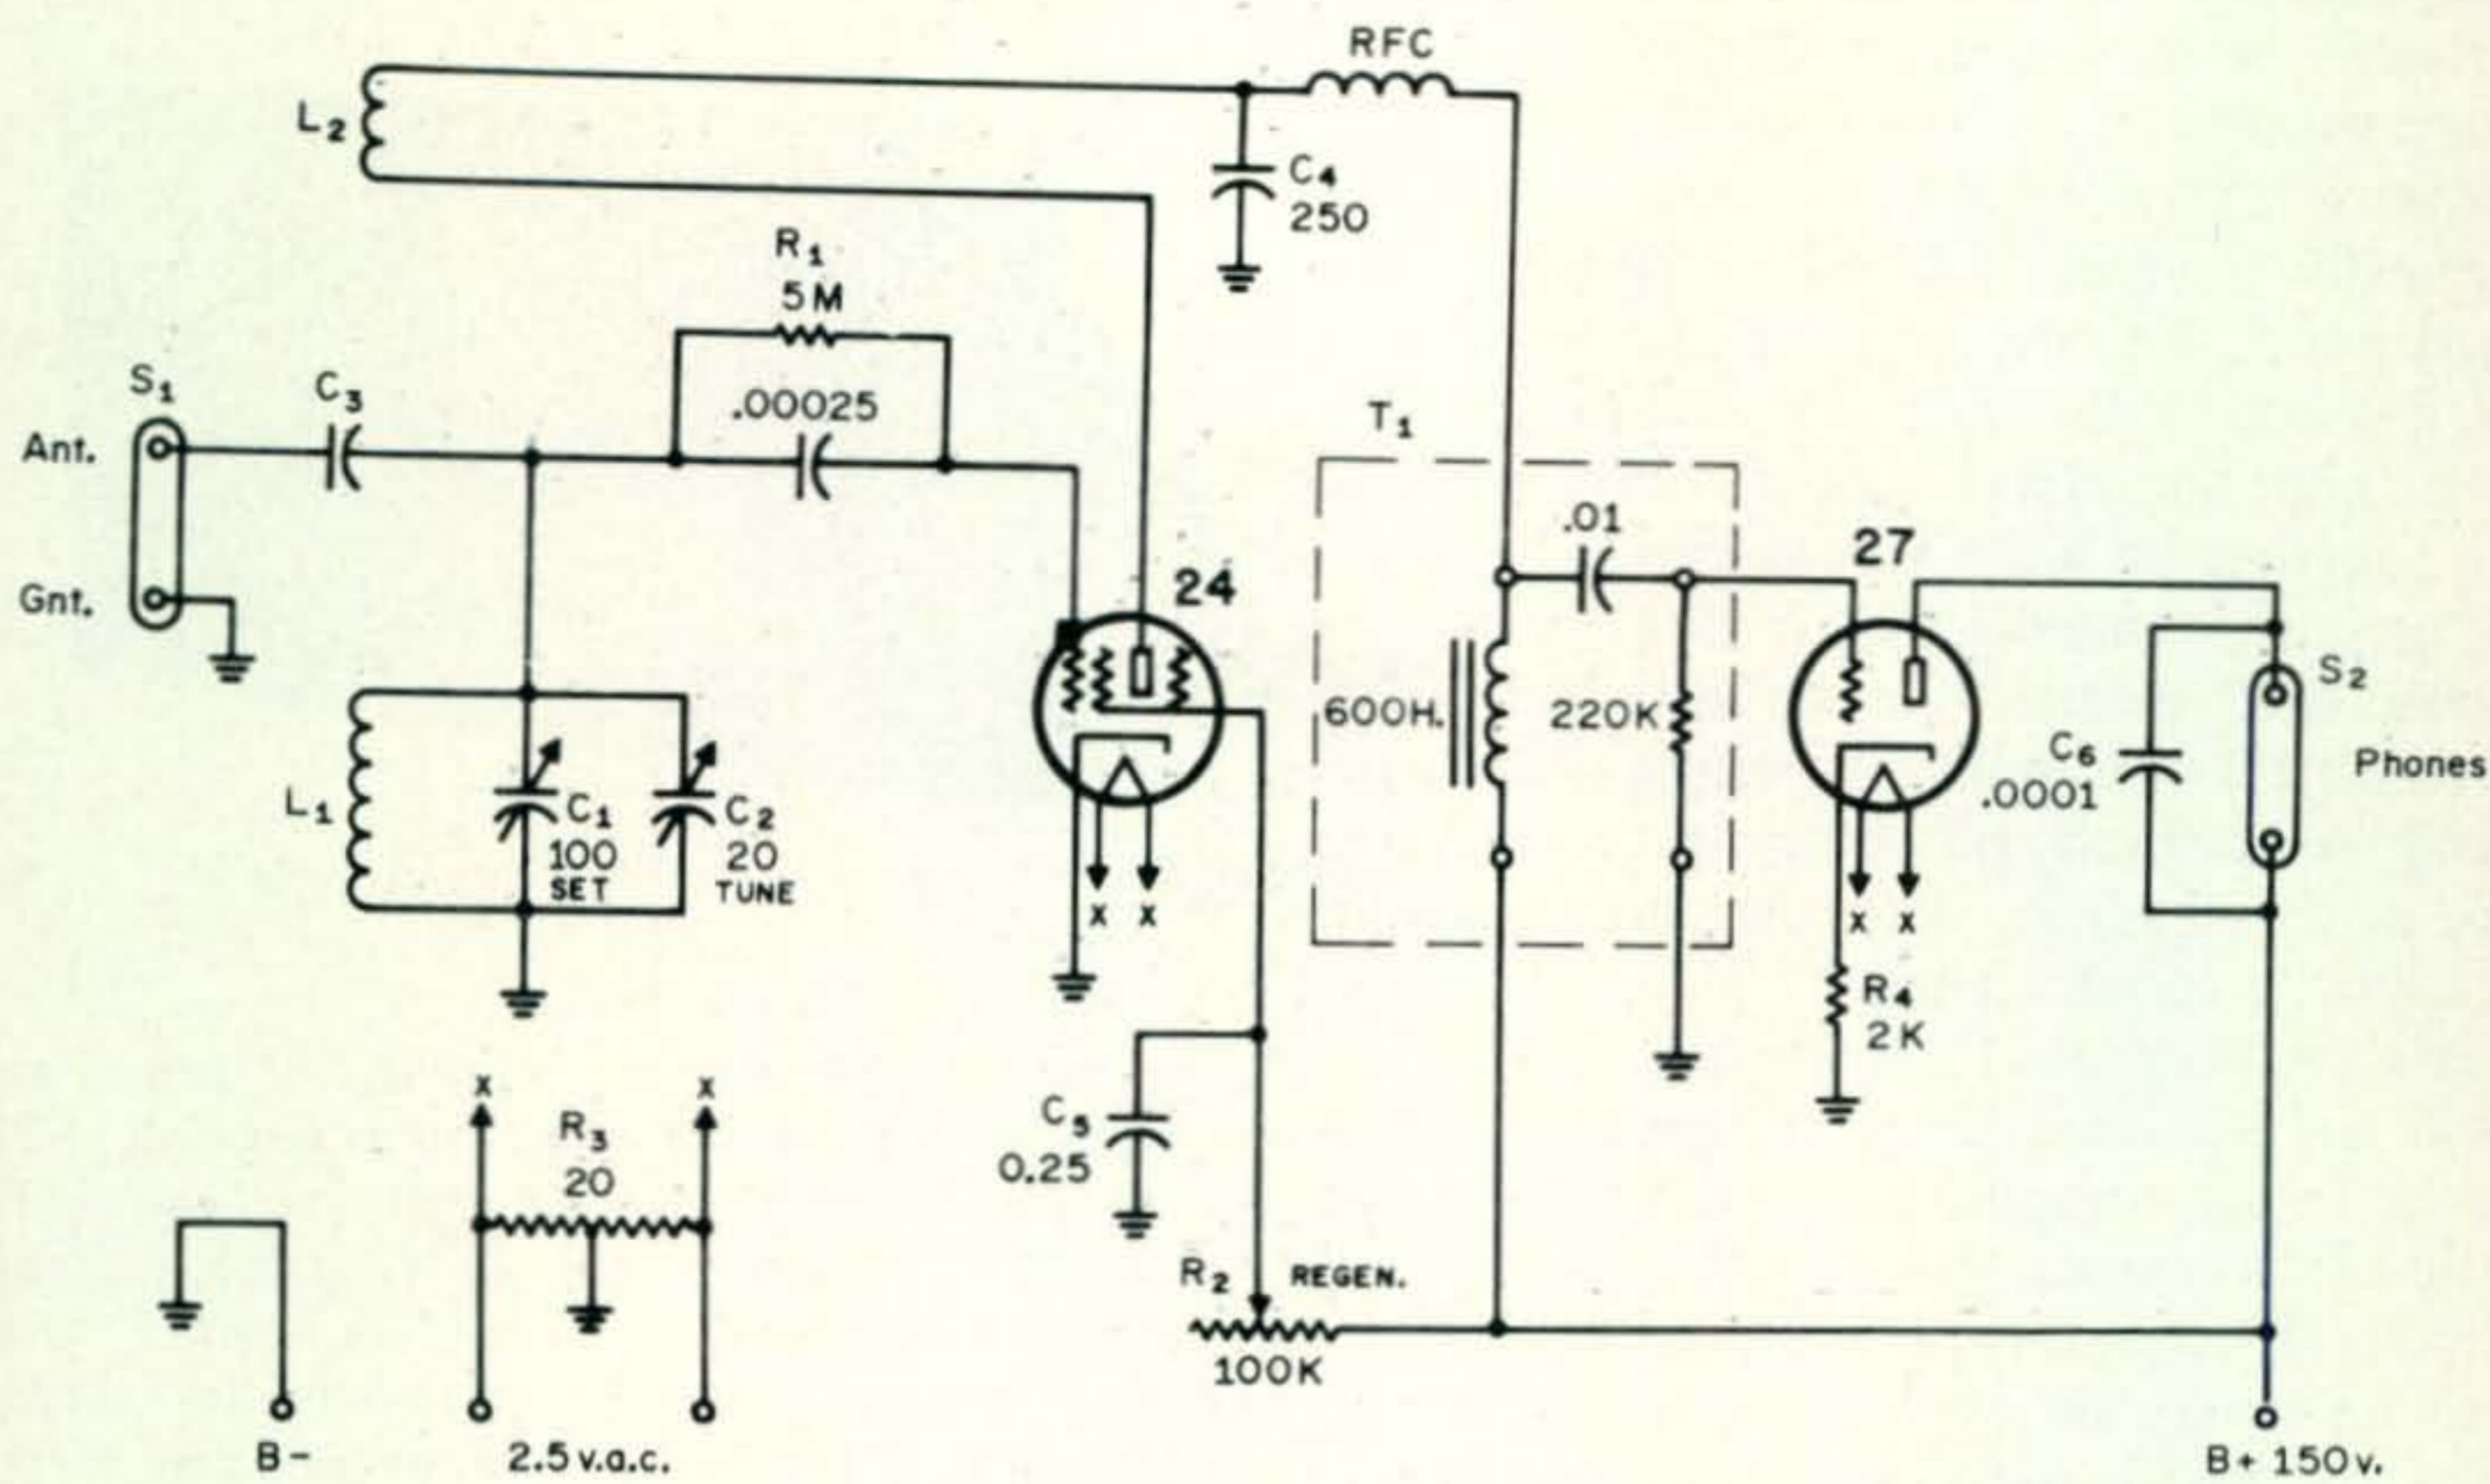 RFC
L2
C4
250
R1
5M
.00025
S1
C3
Ant.
Gnt.
T1
.01
24
27
600H.
220K
S2
Phones
C6
.0001
L1
C1
100
SET
C2
20
TUNE
X X
X X
R4
2K
C5
0.25
X
X
R3
20
R2
REGEN.
100K
B-
2.5 v.a.c.
B+ 150 v.